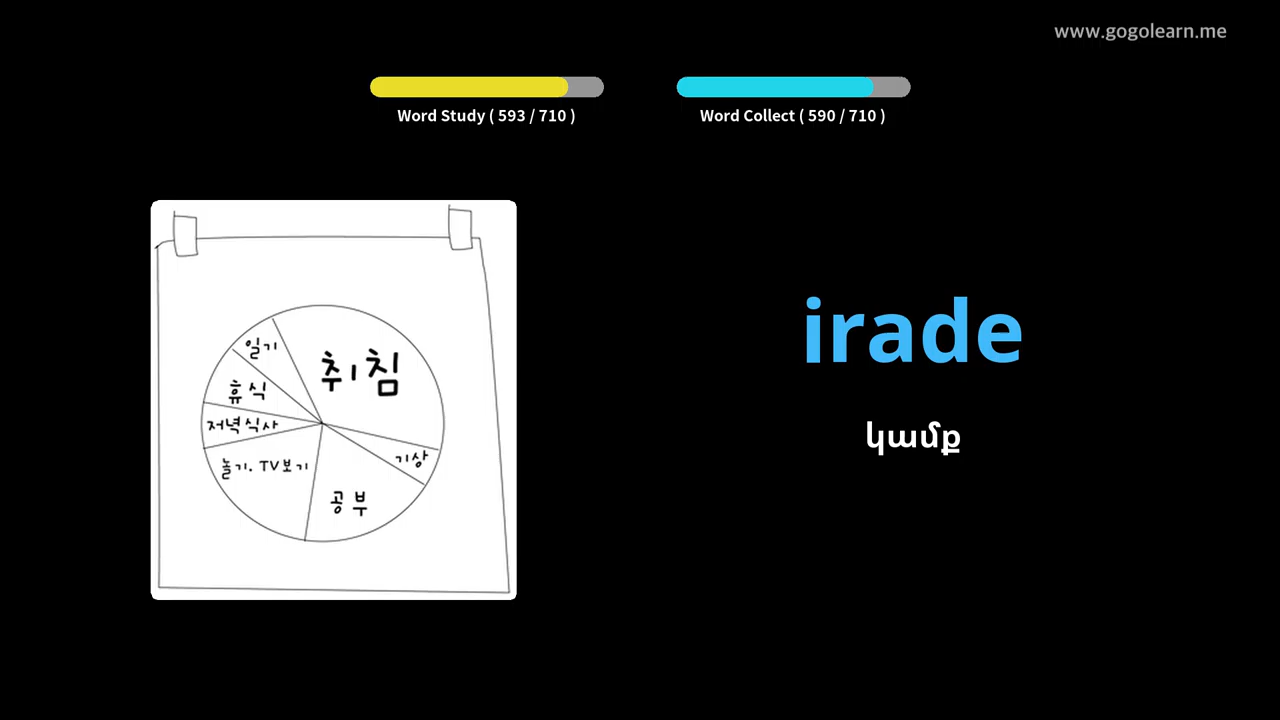 www.gogolearn.me
Word Study ( 593 / 710 )
Word Collect ( 590 / 710 )
일기
취침
휴식
저녁식사
놀기. TV보기
기상
공부
irade
կամք